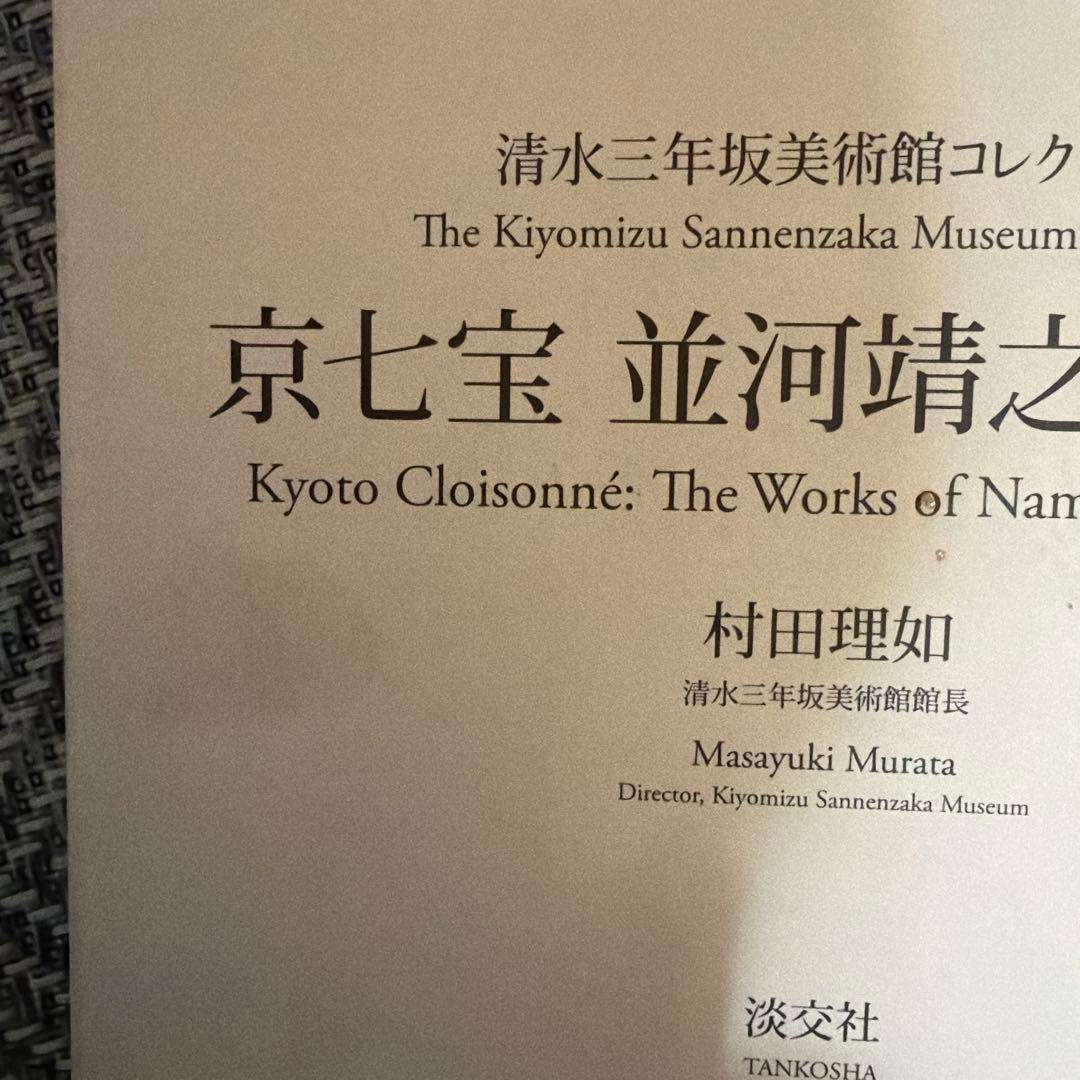 清水三年坂美術館コレク
The Kiyomizu Sannenzaka Museum
京七宝 並河靖之
Kyoto Cloisonné: The Works of Nam
村田理如
清水三年坂美術館館長
Masayuki Murata
Director, Kiyomizu Sannenzaka Museum
淡交社
TANKOSHA